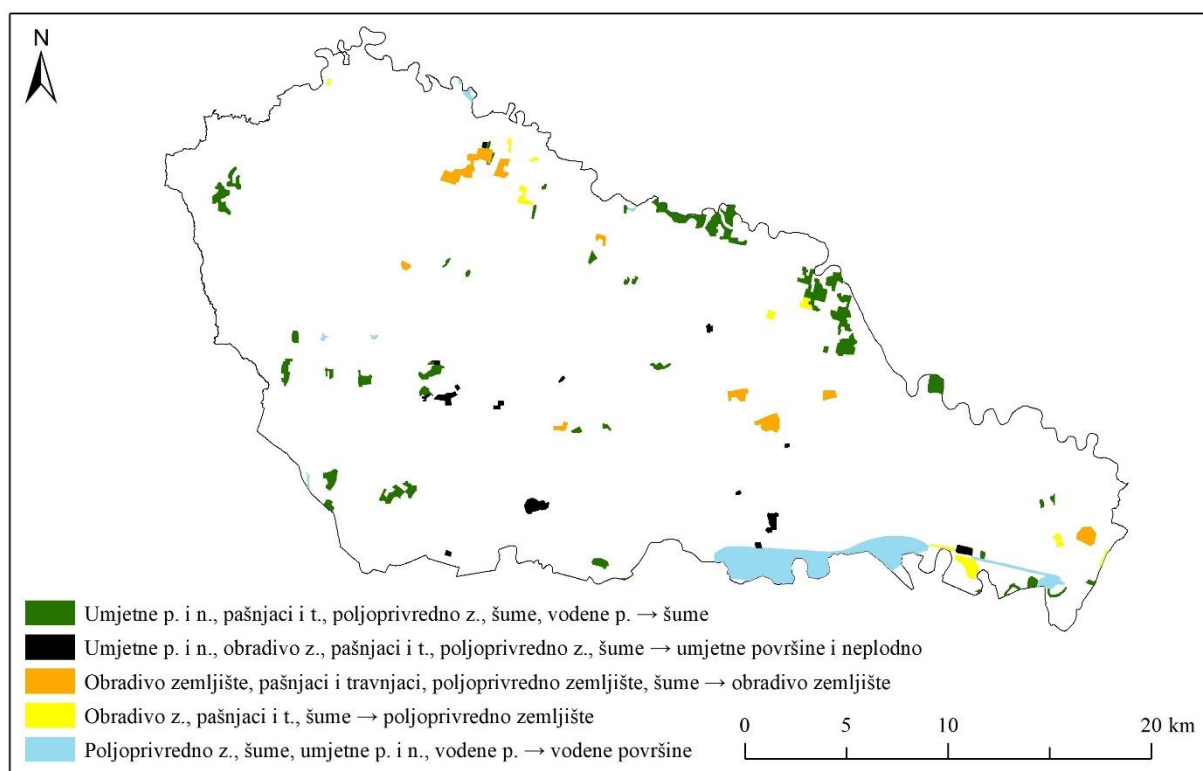 N
Umjetne p. i n., pašnjaci i t., poljoprivredno z., šume, vodene p. → šume
Umjetne p. i n., obradivo z., pašnjaci i t., poljoprivredno z., šume → umjetne površine i neplodno
Obradivo zemljište, pašnjaci i travnjaci, poljoprivredno zemljište, šume → obradivo zemljište
Obradivo z., pašnjaci i t., šume → poljoprivredno zemljište
Poljoprivredno z., šume, umjetne p. i n., vodene p. → vodene površine
0 5 10 20 km